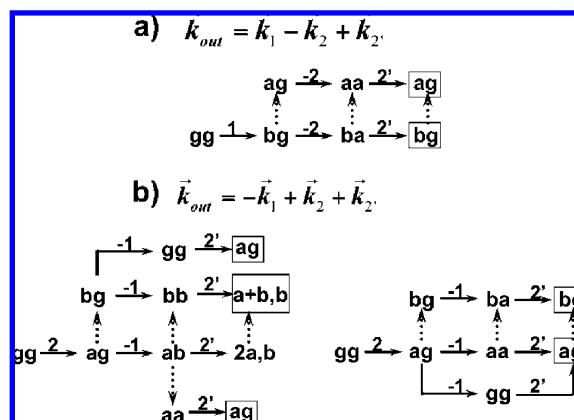 a) k_out = k_1 - k_2 + k_2'
ag -2 aa 2' ag
gg 1 bg -2 ba 2' bg
b) k_out = -k_1 + k_2 + k_2'
-1 gg 2' ag
bg -1 bb 2' a+b,b
gg 2 ag -1 ab 2' 2a,b
aa 2' ag
bg -1 ba 2'
gg 2 ag -1 aa 2'
-1 gg 2'